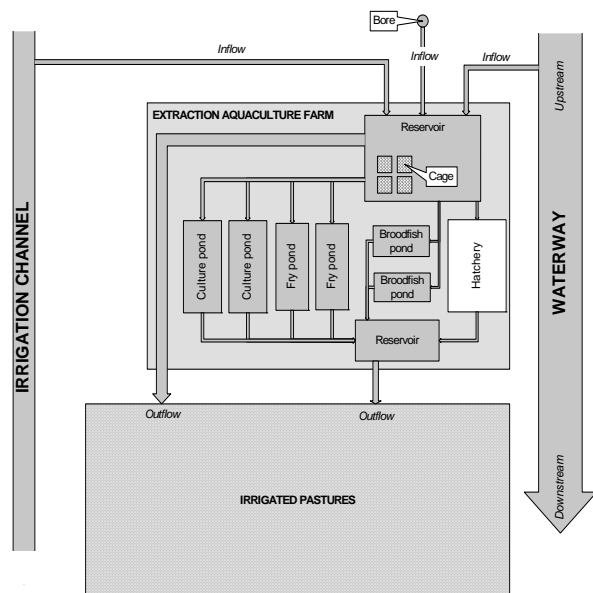 Bore
Inflow
Inflow
Inflow
Upstream
EXTRACTION AQUACULTURE FARM
Reservoir
Cage
IRRIGATION CHANNEL
WATERWAY
Culture pond
Culture pond
Fry pond
Fry pond
Broodfish
pond
Broodfish
pond
Hatchery
Reservoir
Outflow
Outflow
IRRIGATED PASTURES
Downstream